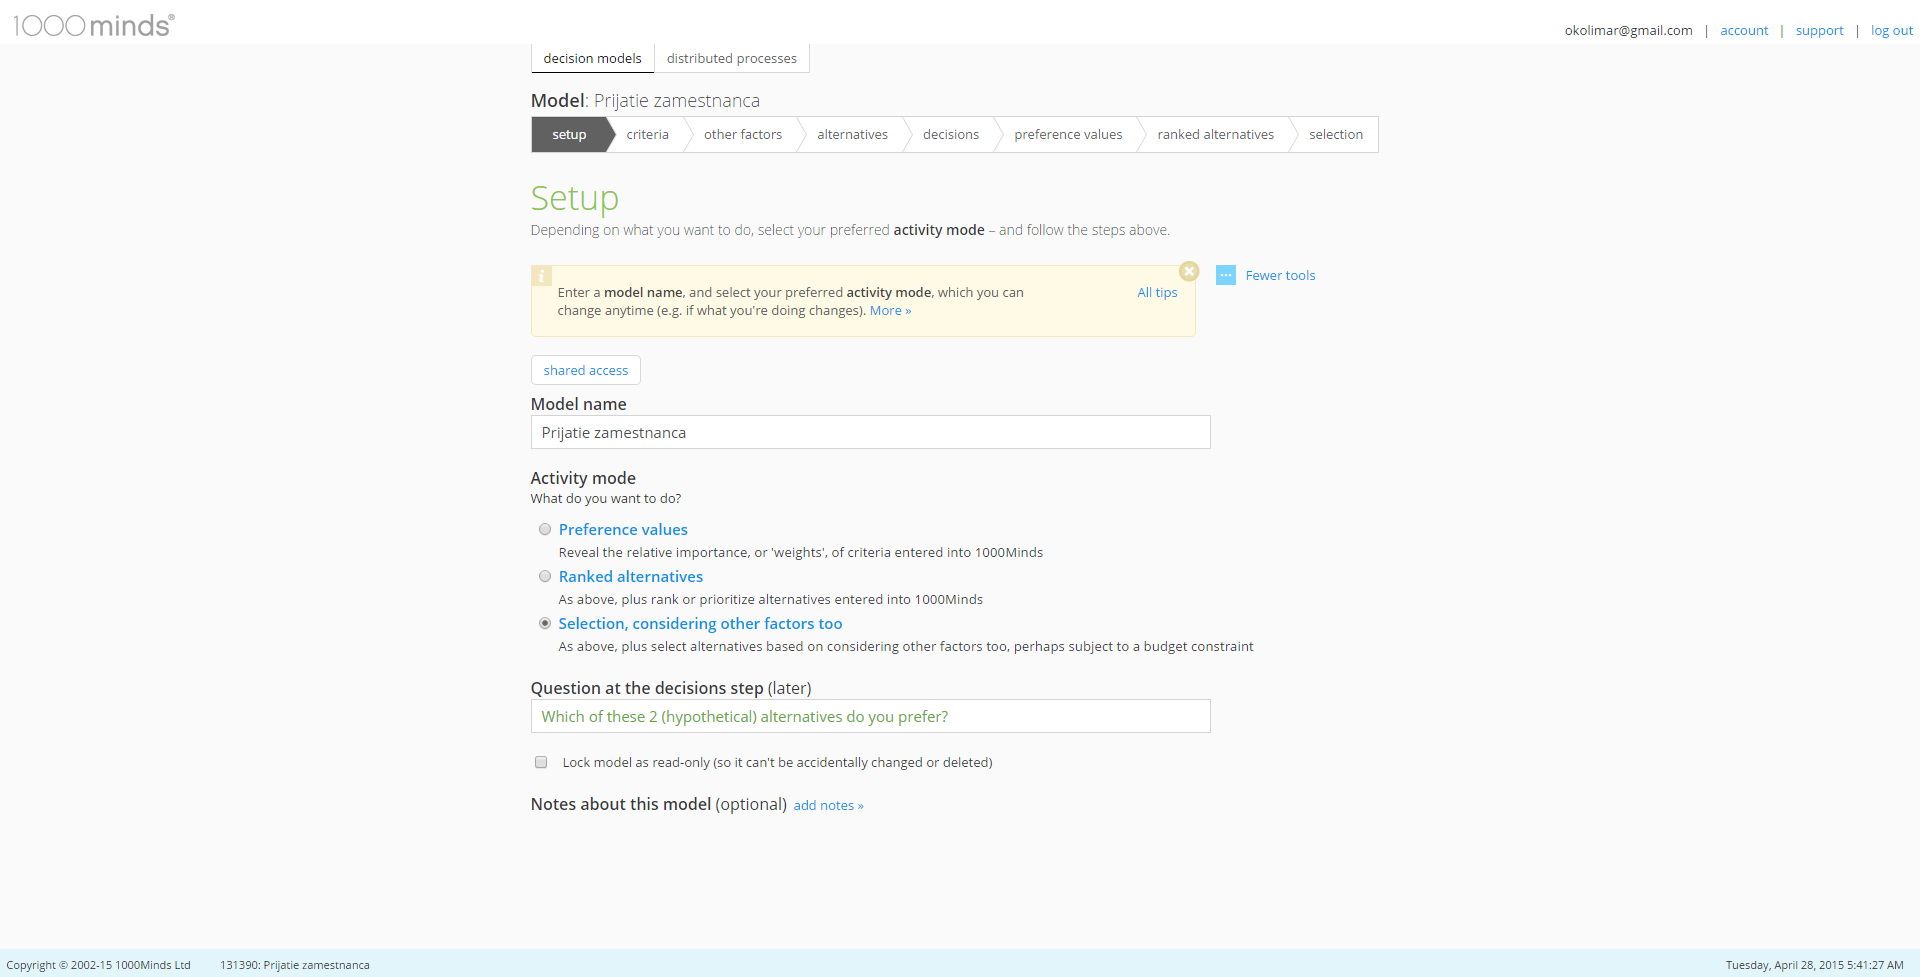 1000minds®
okolimar@gmail.com | account | support | log out
decision models distributed processes
Model: Prijatie zamestnanca
setup criteria other factors alternatives decisions preference values ranked alternatives selection
Setup
Depending on what you want to do, select your preferred activity mode – and follow the steps above.
i
Enter a model name, and select your preferred activity mode, which you can
change anytime (e.g. if what you're doing changes). More »
All tips
Fewer tools
shared access
Model name
Prijatie zamestnanca
Activity mode
What do you want to do?
Preference values
Reveal the relative importance, or 'weights', of criteria entered into 1000Minds
Ranked alternatives
As above, plus rank or prioritize alternatives entered into 1000Minds
Selection, considering other factors too
As above, plus select alternatives based on considering other factors too, perhaps subject to a budget constraint
Question at the decisions step (later)
Which of these 2 (hypothetical) alternatives do you prefer?
Lock model as read-only (so it can't be accidentally changed or deleted)
Notes about this model (optional) add notes »
Copyright © 2002-15 1000Minds Ltd 131390: Prijatie zamestnanca Tuesday, April 28, 2015 5:41:27 AM